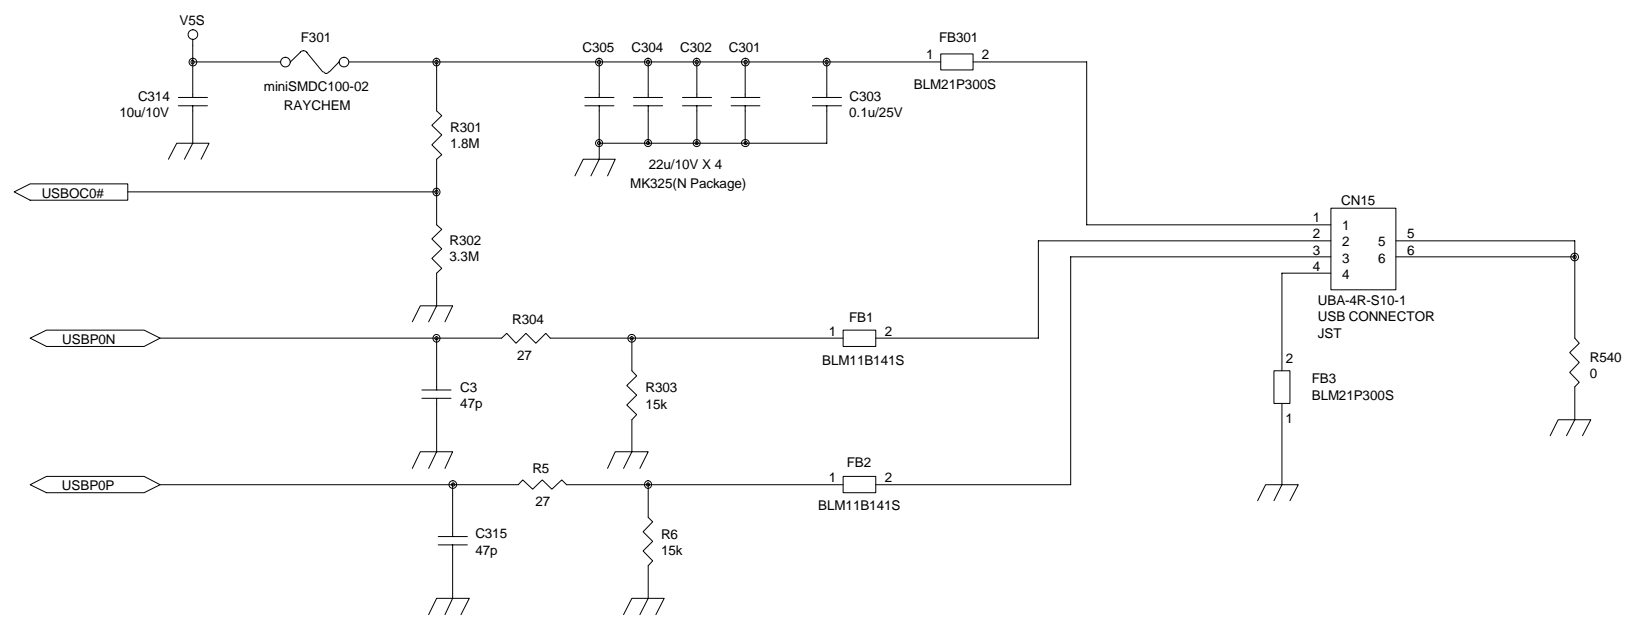 V5S
F301
miniSMDC100-02
RAYCHEM
C314
10u/10V
R301
1.8M
C305 C304 C302 C301
C303
0.1u/25V
22u/10V X 4
MK325(N Package)
FB301
1 2
BLM21P300S
USBOC0#
R302
3.3M
CN15
1 1
2 2 5 5
3 3 6 6
4 4
UBA-4R-S10-1
USB CONNECTOR
JST
USBP0N
R304
27
C3
47p
R303
15k
FB1
1 2
BLM11B141S
2
FB3
BLM21P300S
1
R540
0
USBP0P
R5
27
C315
47p
R6
15k
FB2
1 2
BLM11B141S